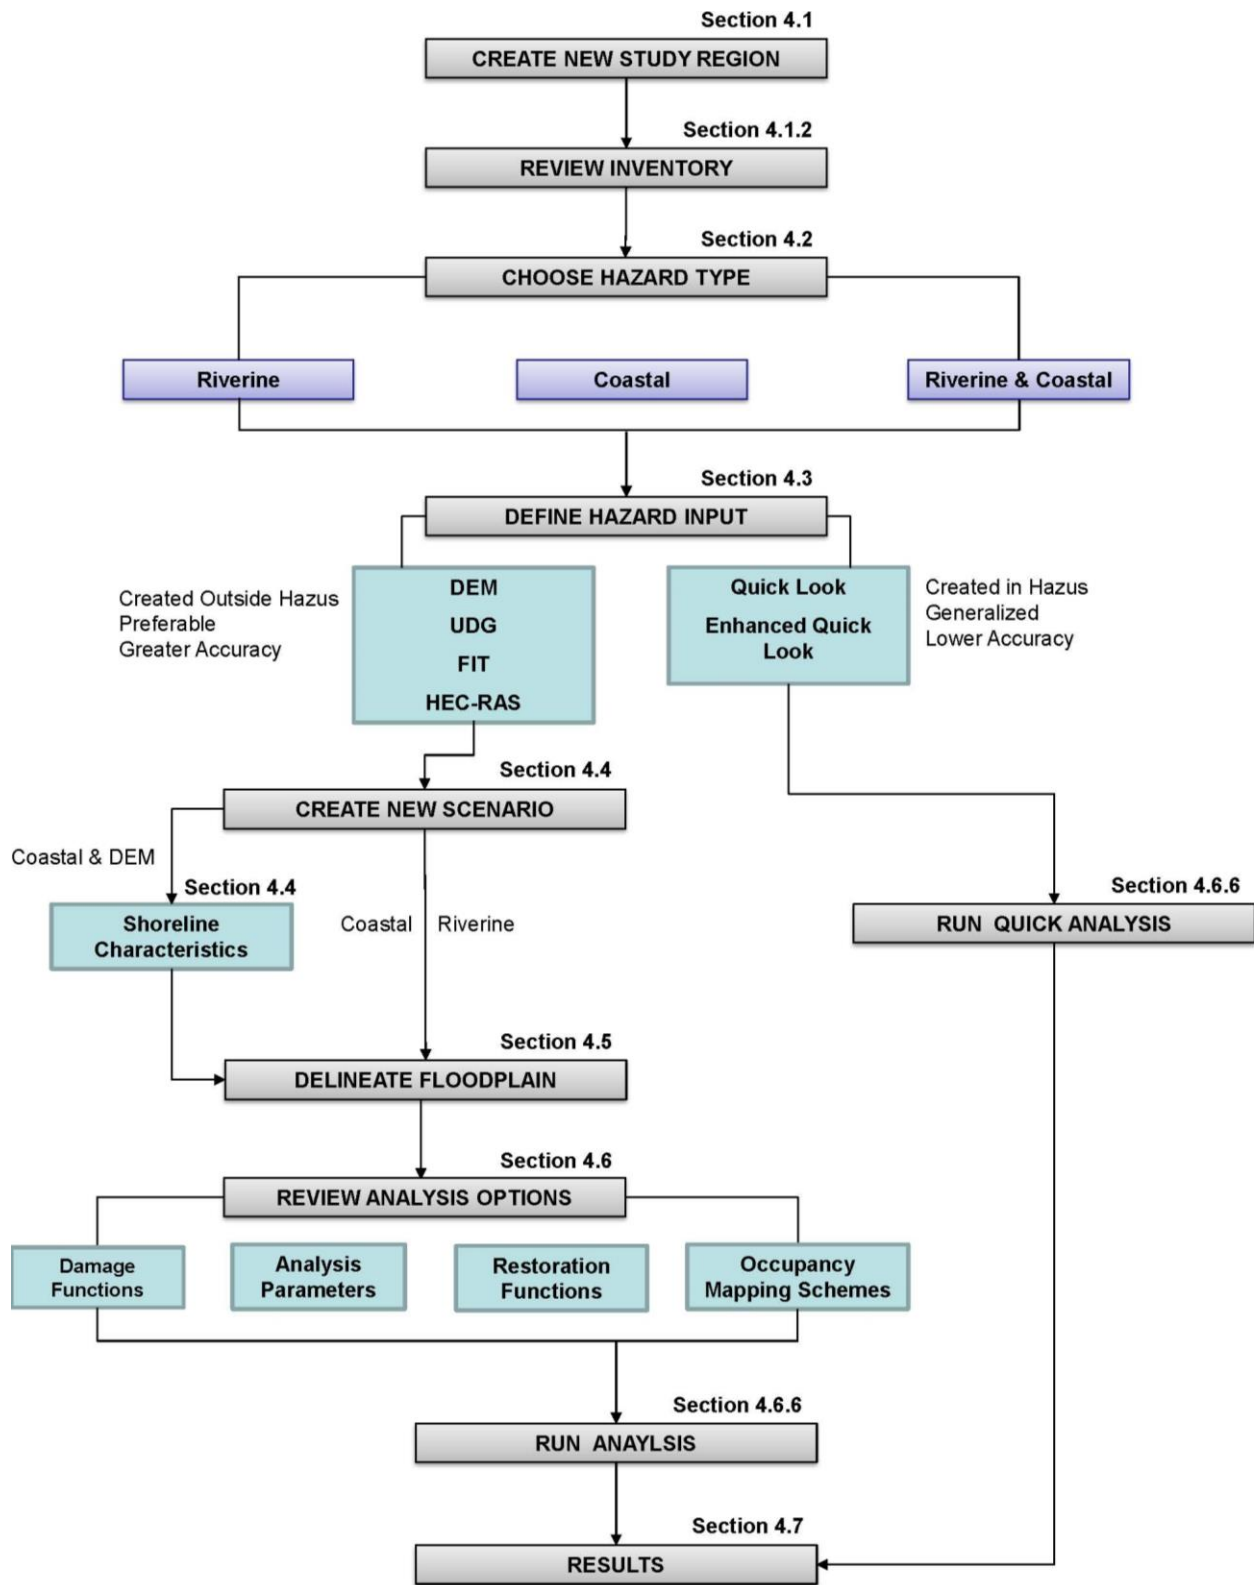 Section 4.1
CREATE NEW STUDY REGION
Section 4.1.2
REVIEW INVENTORY
Section 4.2
CHOOSE HAZARD TYPE
Riverine
Coastal
Riverine & Coastal
Section 4.3
DEFINE HAZARD INPUT
Created Outside Hazus
Preferable
Greater Accuracy
DEM
UDG
FIT
HEC-RAS
Quick Look
Enhanced Quick
Look
Created in Hazus
Generalized
Lower Accuracy
Section 4.4
CREATE NEW SCENARIO
Coastal & DEM
Section 4.4
Shoreline
Characteristics
Coastal
Riverine
Section 4.6.6
RUN QUICK ANALYSIS
Section 4.5
DELINEATE FLOODPLAIN
Section 4.6
REVIEW ANALYSIS OPTIONS
Damage
Functions
Analysis
Parameters
Restoration
Functions
Occupancy
Mapping Schemes
Section 4.6.6
RUN ANAYLSIS
Section 4.7
RESULTS